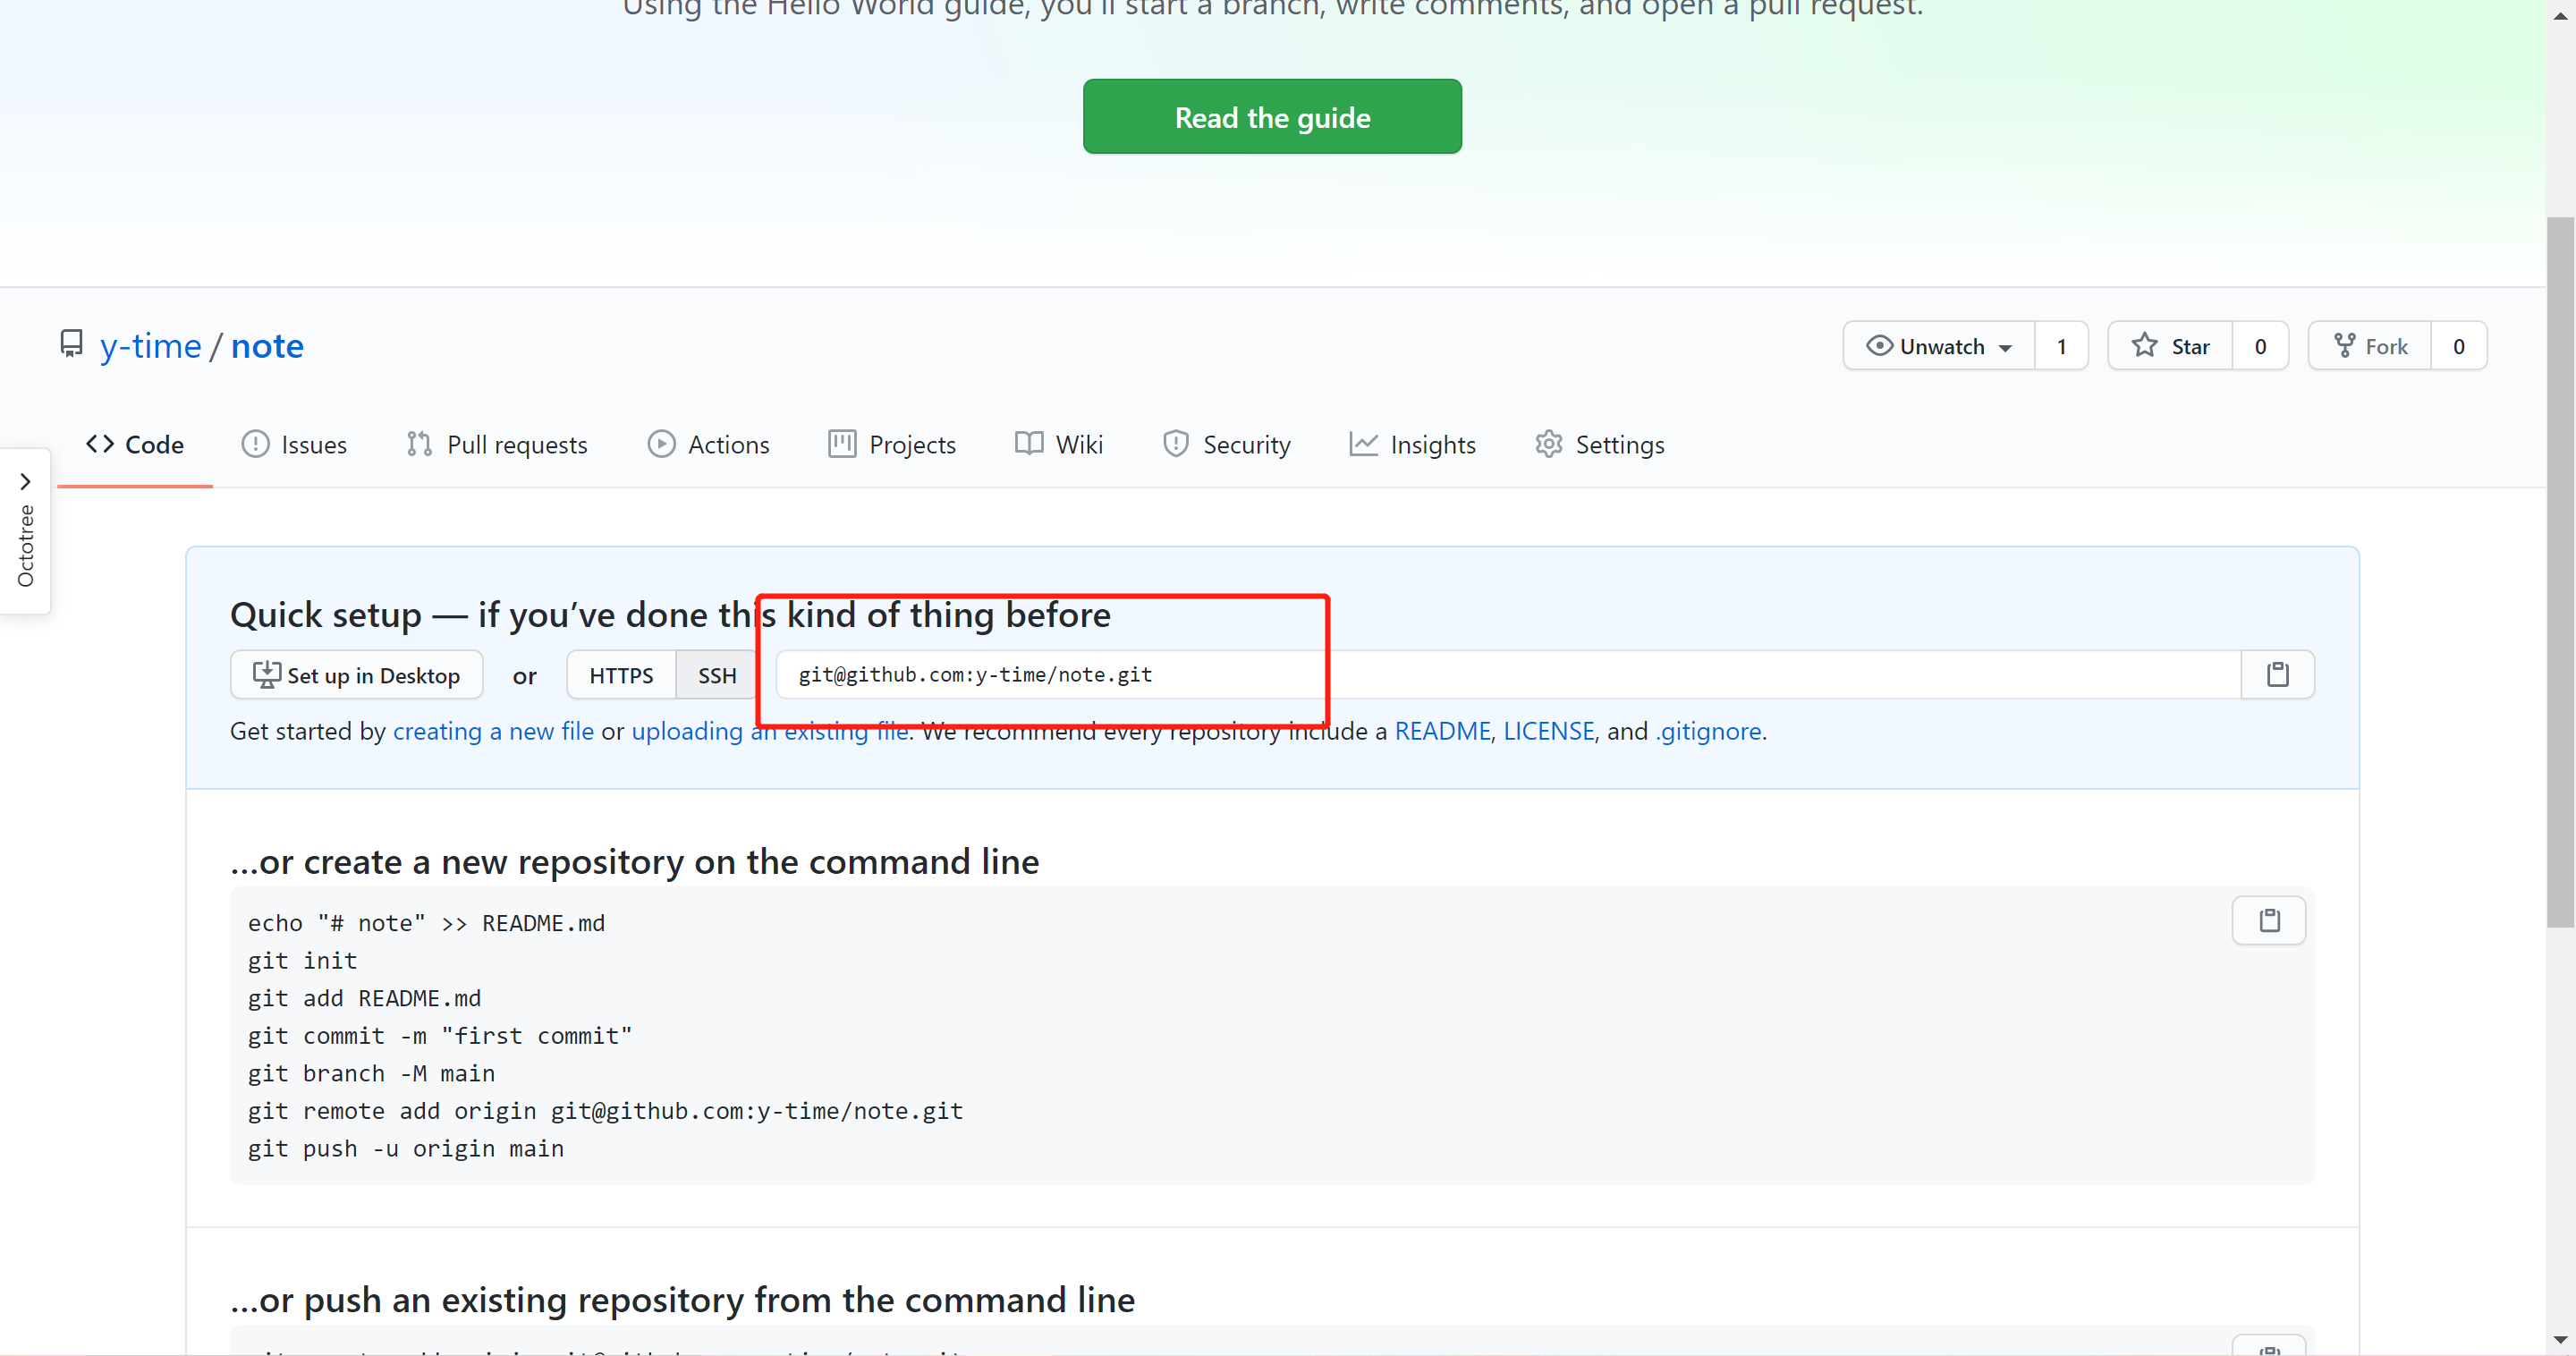 Using the Hello World guide, you'll start a branch, write comments, and open a pull request.
Read the guide
y-time / note
Unwatch 1 Star 0 Fork 0
Code Issues Pull requests Actions Projects Wiki Security Insights Settings
Octotree
Quick setup — if you’ve done this kind of thing before
Set up in Desktop or HTTPS SSH git@github.com:y-time/note.git
Get started by creating a new file or uploading an existing file. We recommend every repository include a README, LICENSE, and .gitignore.
…or create a new repository on the command line
echo "# note" >> README.md
git init
git add README.md
git commit -m "first commit"
git branch -M main
git remote add origin git@github.com:y-time/note.git
git push -u origin main
…or push an existing repository from the command line